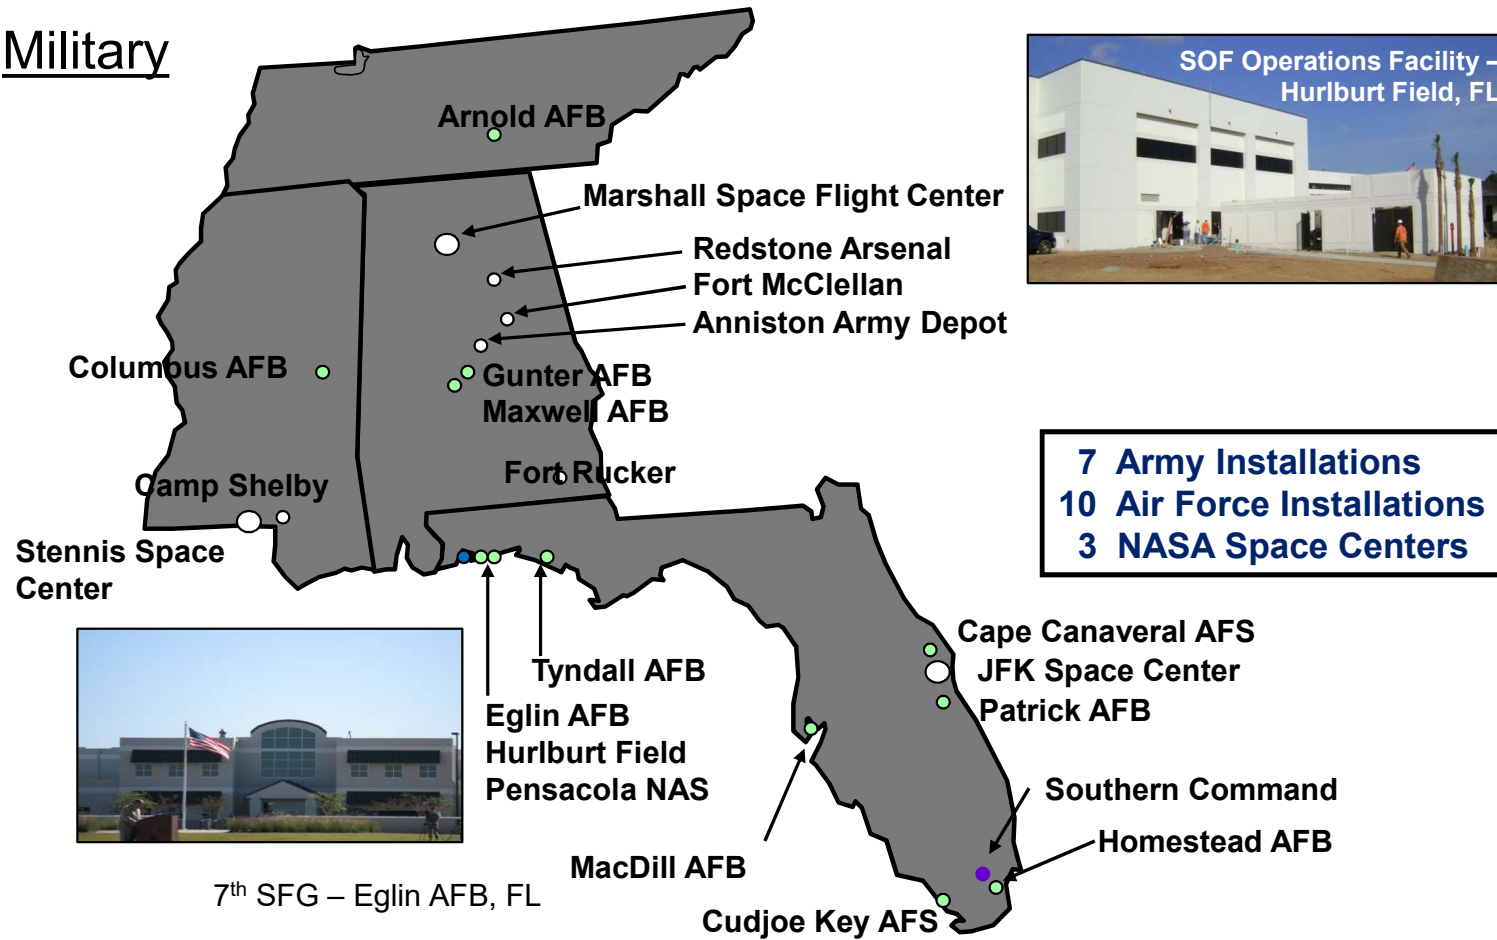 Military
SOF Operations Facility –
Hurlburt Field, FL
Arnold AFB
Marshall Space Flight Center
Redstone Arsenal
Fort McClellan
Anniston Army Depot
Columbus AFB
Gunter AFB
Maxwell AFB
Fort Rucker
Camp Shelby
Stennis Space
Center
7 Army Installations
10 Air Force Installations
3 NASA Space Centers
Tyndall AFB
Eglin AFB
Hurlburt Field
Pensacola NAS
Cape Canaveral AFS
JFK Space Center
Patrick AFB
Southern Command
Homestead AFB
MacDill AFB
Cudjoe Key AFS
7th SFG – Eglin AFB, FL